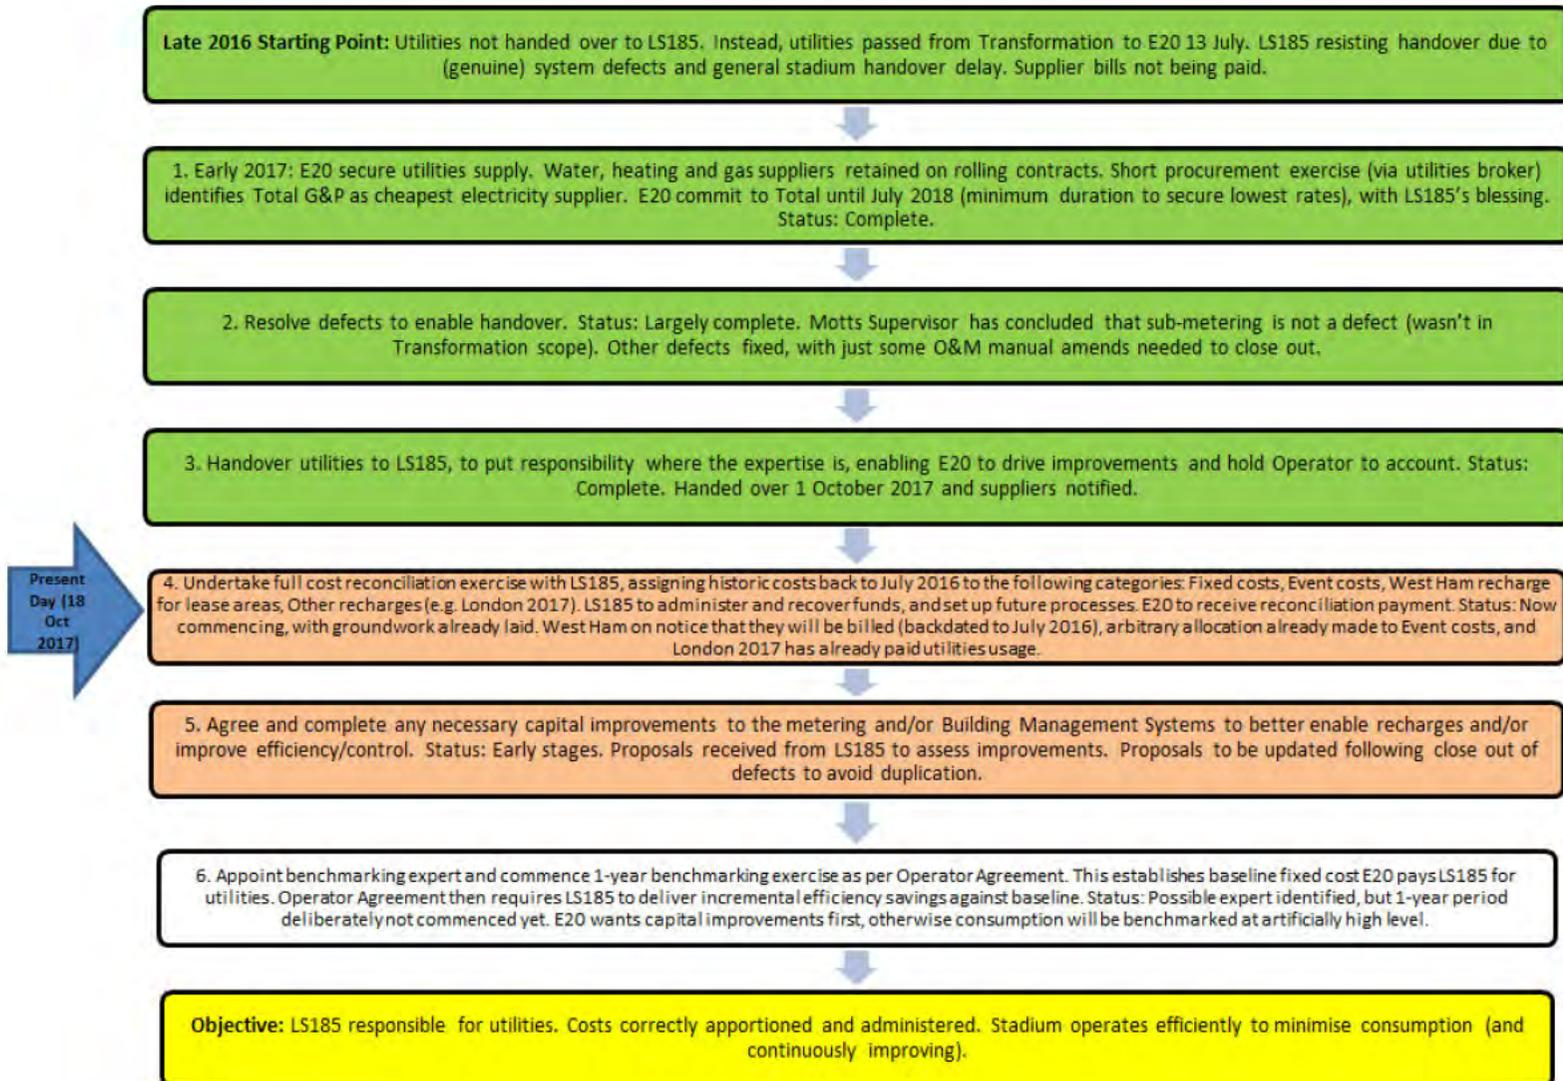 Late 2016 Starting Point: Utilities not handed over to LS185. Instead, utilities passed from Transformation to E20 13 July. LS185 resisting handover due to
(genuine) system defects and general stadium handover delay. Supplier bills not being paid.
1. Early 2017: E20 secure utilities supply. Water, heating and gas suppliers retained on rolling contracts. Short procurement exercise (via utilities broker)
identifies Total G&P as cheapest electricity supplier. E20 commit to Total until July 2018 (minimum duration to secure lowest rates), with LS185's blessing.
Status: Complete.
2. Resolve defects to enable handover. Status: Largely complete. Motts Supervisor has concluded that sub-metering is not a defect (wasn't in
Transformation scope). Other defects fixed, with just some O&M manual amends needed to close out.
3. Handover utilities to LS185, to put responsibility where the expertise is, enabling E20 to drive improvements and hold Operator to account. Status:
Complete. Handed over 1 October 2017 and suppliers notified.
Present
Day (18
Oct
2017)
4. Undertake full cost reconciliation exercise with LS185, assigning historic costs back to July 2016 to the following categories: Fixed costs, Event costs, West Ham recharge
for lease areas, Other recharges (e.g. London 2017). LS185 to administer and recover funds, and set up future processes. E20 to receive reconciliation payment. Status: Now
commencing, with groundwork already laid. West Ham on notice that they will be billed (backdated to July 2016), arbitrary allocation already made to Event costs, and
London 2017 has already paid utilities usage.
5. Agree and complete any necessary capital improvements to the metering and/or Building Management Systems to better enable recharges and/or
improve efficiency/control. Status: Early stages. Proposals received from LS185 to assess improvements. Proposals to be updated following close out of
defects to avoid duplication.
6. Appoint benchmarking expert and commence 1-year benchmarking exercise as per Operator Agreement. This establishes baseline fixed cost E20 pays LS185 for
utilities. Operator Agreement then requires LS185 to deliver incremental efficiency savings against baseline. Status: Possible expert identified, but 1-year period
deliberately not commenced yet. E20 wants capital improvements first, otherwise consumption will be benchmarked at artificially high level.
Objective: LS185 responsible for utilities. Costs correctly apportioned and administered. Stadium operates efficiently to minimise consumption (and
continuously improving).